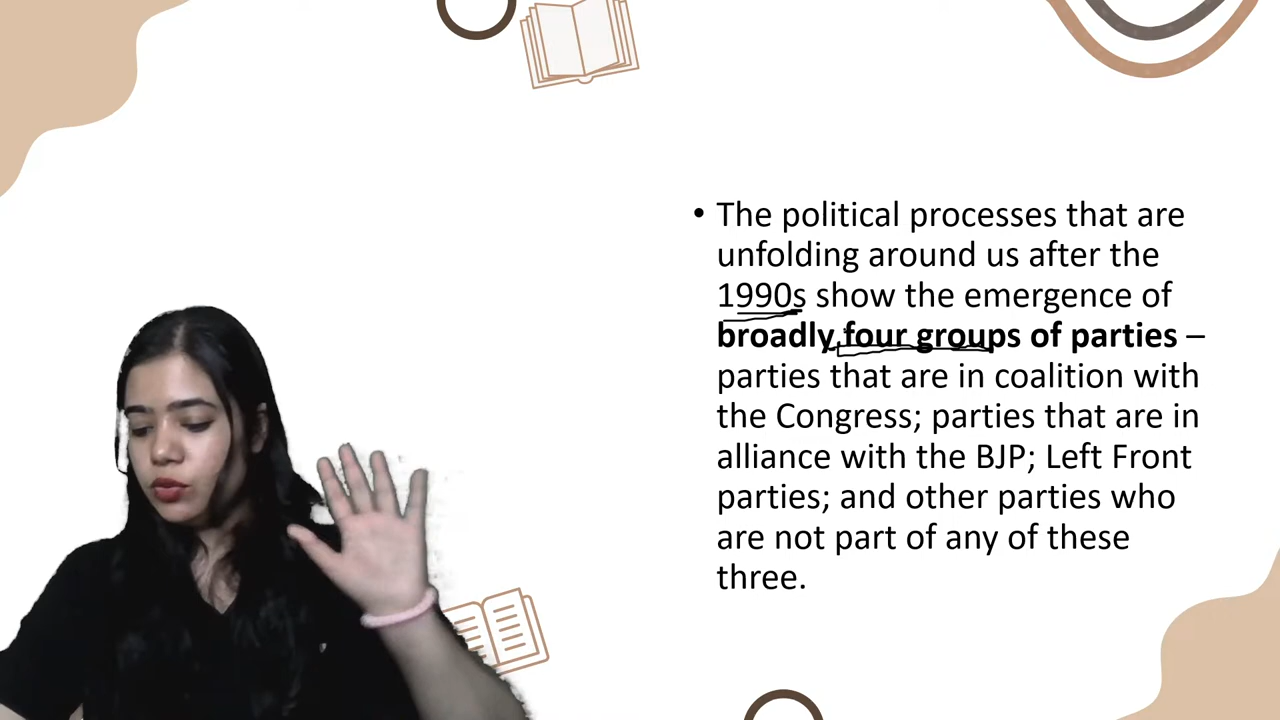 • The political processes that are
unfolding around us after the
1990s show the emergence of
broadly four groups of parties –
parties that are in coalition with
the Congress; parties that are in
alliance with the BJP; Left Front
parties; and other parties who
are not part of any of these
three.